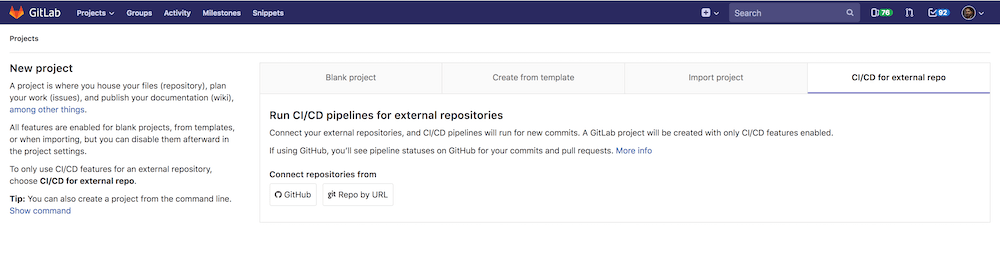 GitLab Projects Groups Activity Milestones Snippets Search 76 92
Projects
New project
A project is where you house your files (repository), plan
your work (issues), and publish your documentation (wiki),
among other things.
All features are enabled for blank projects, from templates,
or when importing, but you can disable them afterward in
the project settings.
To only use CI/CD features for an external repository,
choose CI/CD for external repo.
Tip: You can also create a project from the command line.
Show command
Blank project Create from template Import project CI/CD for external repo
Run CI/CD pipelines for external repositories
Connect your external repositories, and CI/CD pipelines will run for new commits. A GitLab project will be created with only CI/CD features enabled.
If using GitHub, you'll see pipeline statuses on GitHub for your commits and pull requests. More info
Connect repositories from
GitHub git Repo by URL